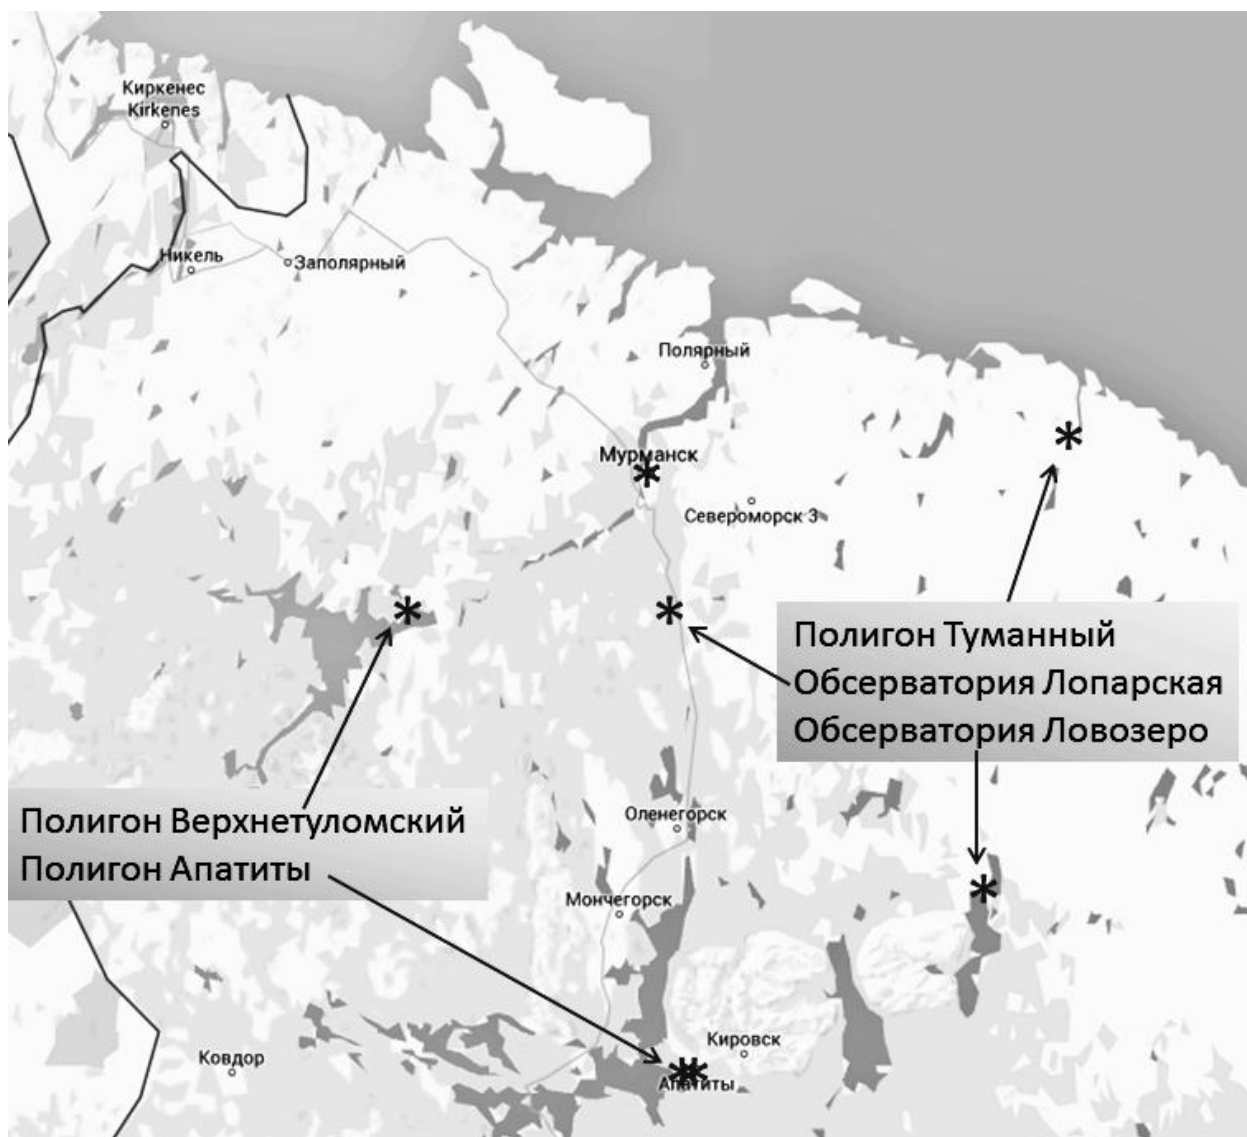 Киркенес
Kirkenes
Никель
Заполярный
Полярный
Мурманск
Североморск 3
Полигон Туманный
Обсерватория Лопарская
Обсерватория Ловозеро
Полигон Верхнетуломский
Полигон Апатиты
Оленегорск
Мончегорск
Кировск
Ковдор
Апатиты